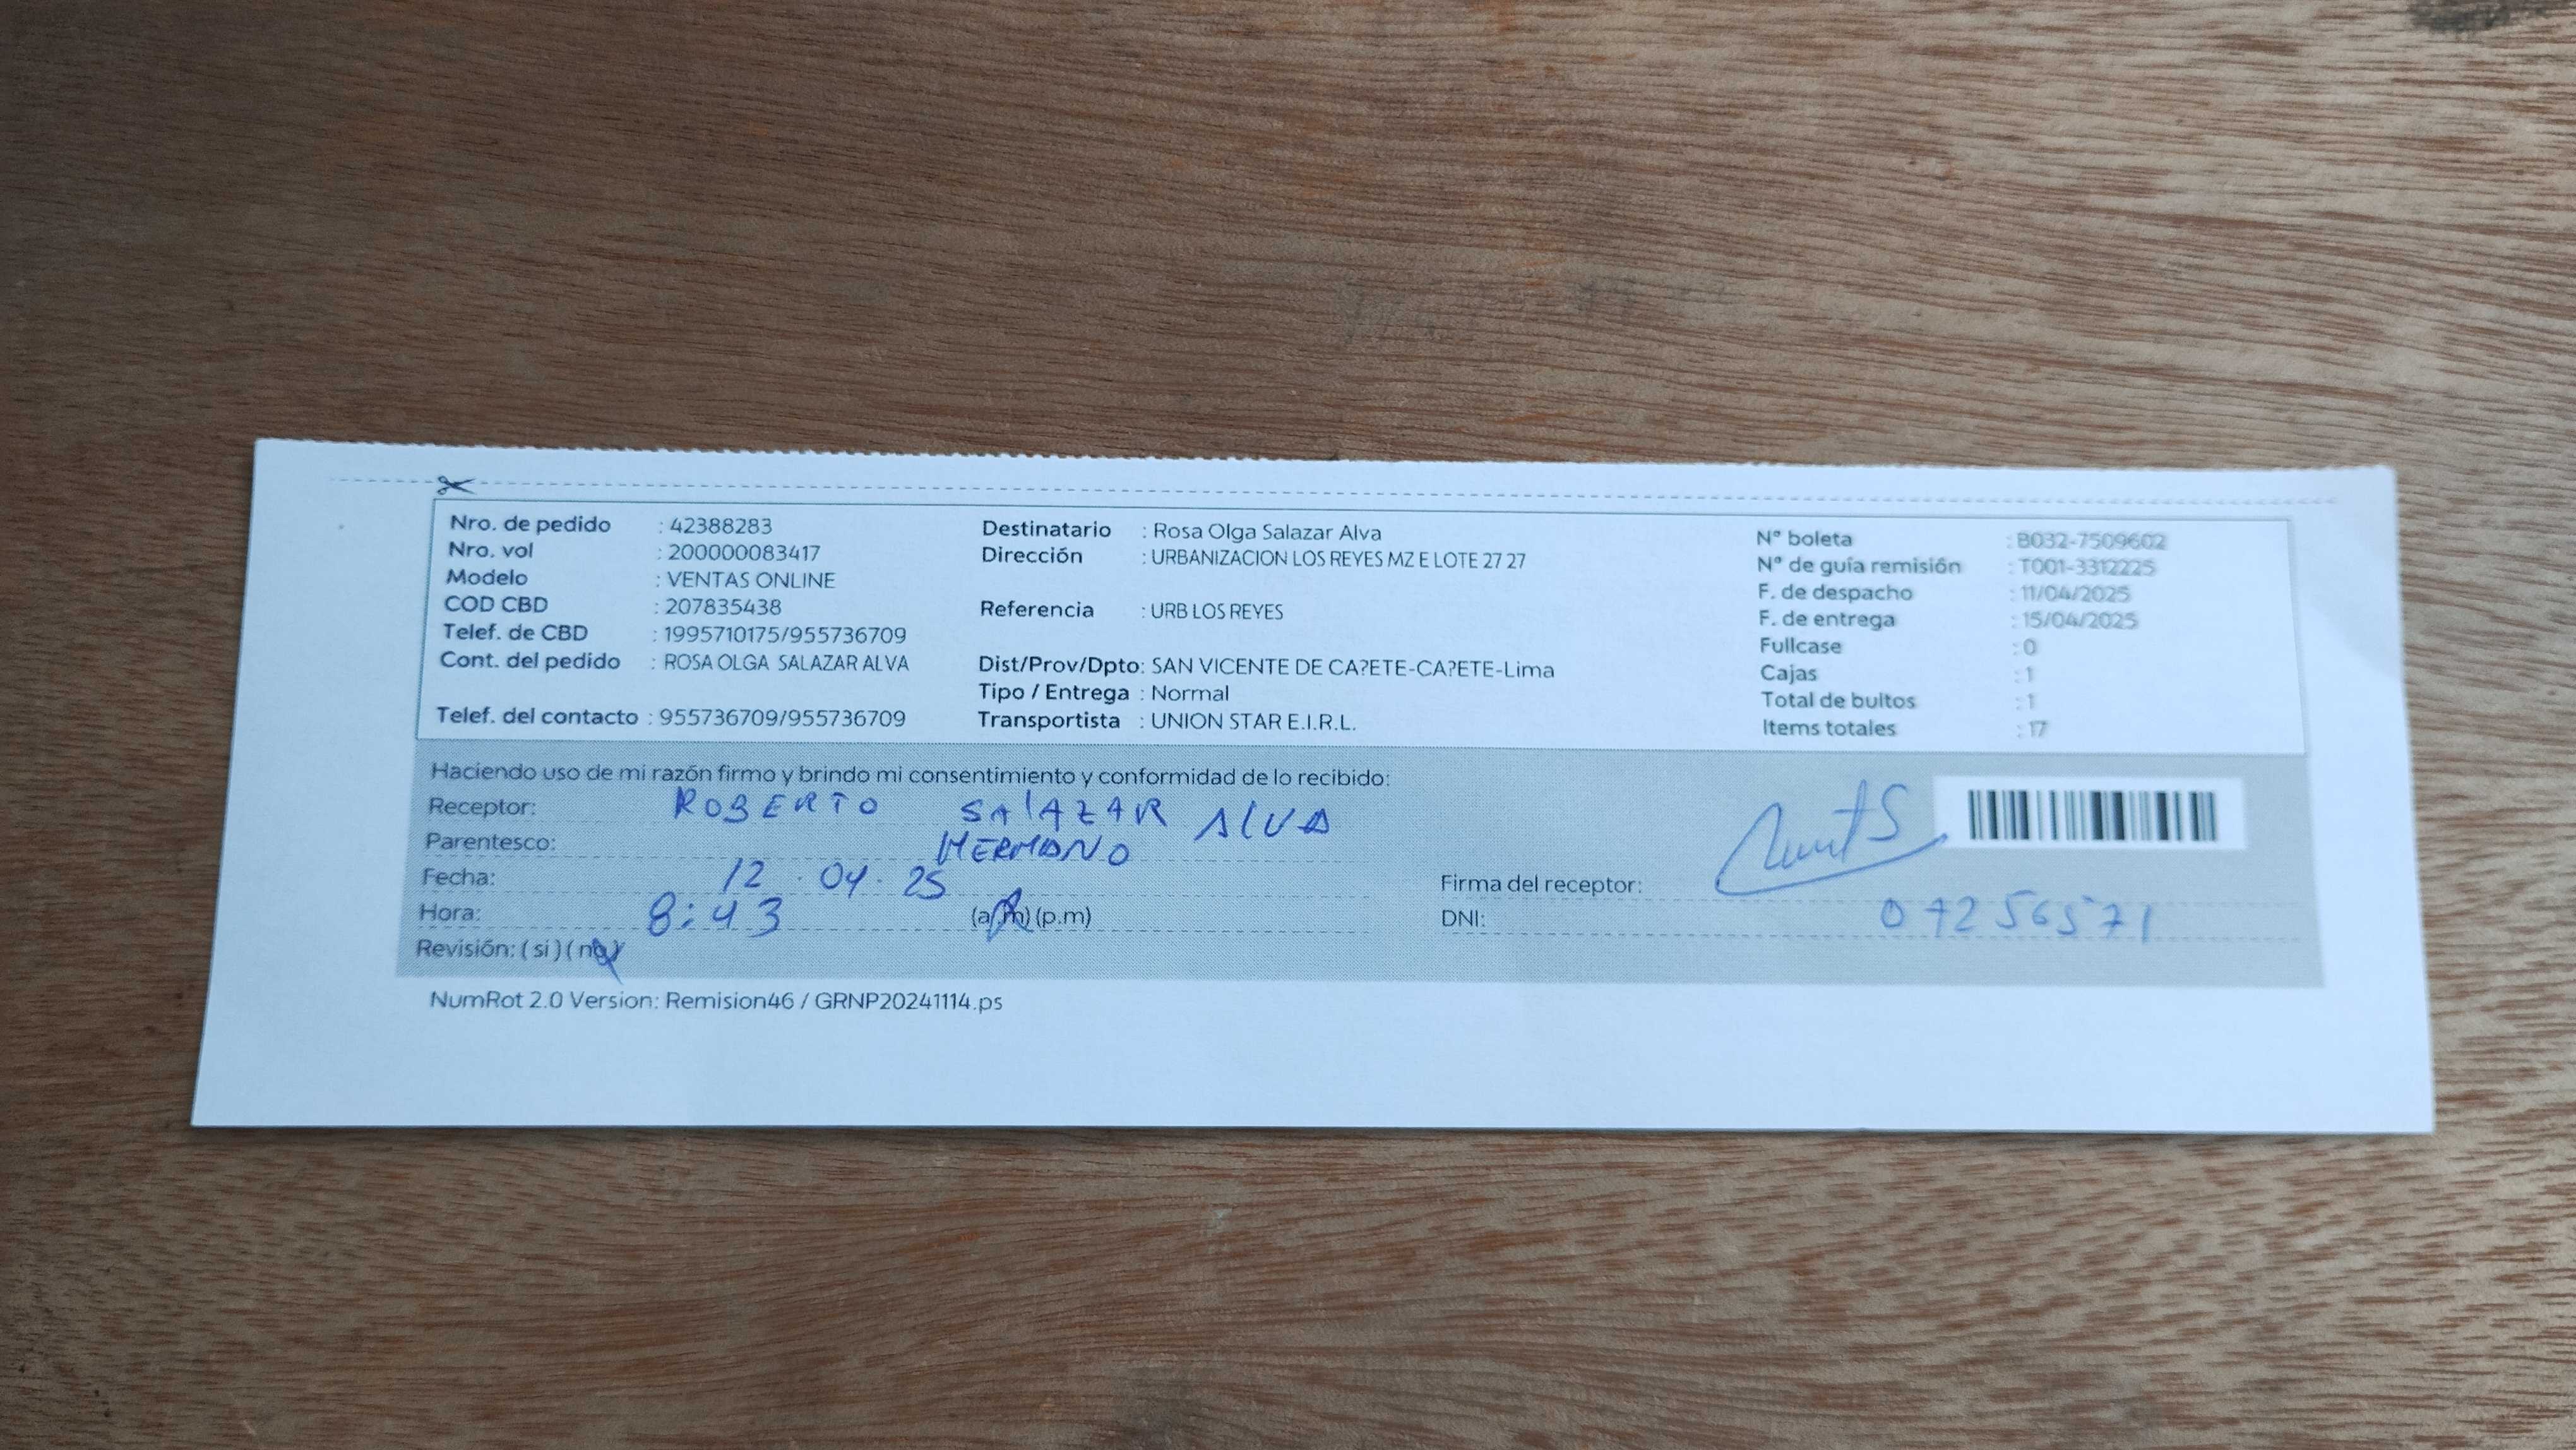 Nro. de pedido : 42388283 Destinatario : Rosa Olga Salazar Alva N° boleta : B032-7509602
Nro. vol : 200000083417 Dirección : URBANIZACION LOS REYES MZ E LOTE 27 27 N° de guía remisión : T001-3312225
Modelo : VENTAS ONLINE F. de despacho : 11/04/2025
COD CBD : 207835438 Referencia : URB LOS REYES F. de entrega : 15/04/2025
Telef. de CBD : 1995710175/955736709 Fullcase : 0
Cont. del pedido : ROSA OLGA SALAZAR ALVA Dist/Prov/Dpto: SAN VICENTE DE CA?ETE-CA?ETE-Lima Cajas : 1
Tipo / Entrega : Normal Total de bultos : 1
Telef. del contacto : 955736709/955736709 Transportista : UNION STAR E.I.R.L. Items totales : 17
Haciendo uso de mi razón firmo y brindo mi consentimiento y conformidad de lo recibido:
Receptor: ROBERTO SALAZAR ALVA
Parentesco: HERMANO
Fecha: 12 . 04 . 25 Firma del receptor:
Hora: 8:43 (a.m) (p.m) DNI: 07256571
Revisión: ( si ) ( no )
NumRot 2.0 Version: Remision46 / GRNP20241114.ps